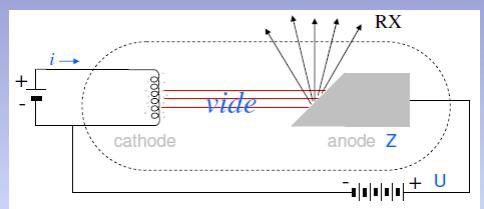 RX
i
+
-
vide
cathode
anode Z
- + U